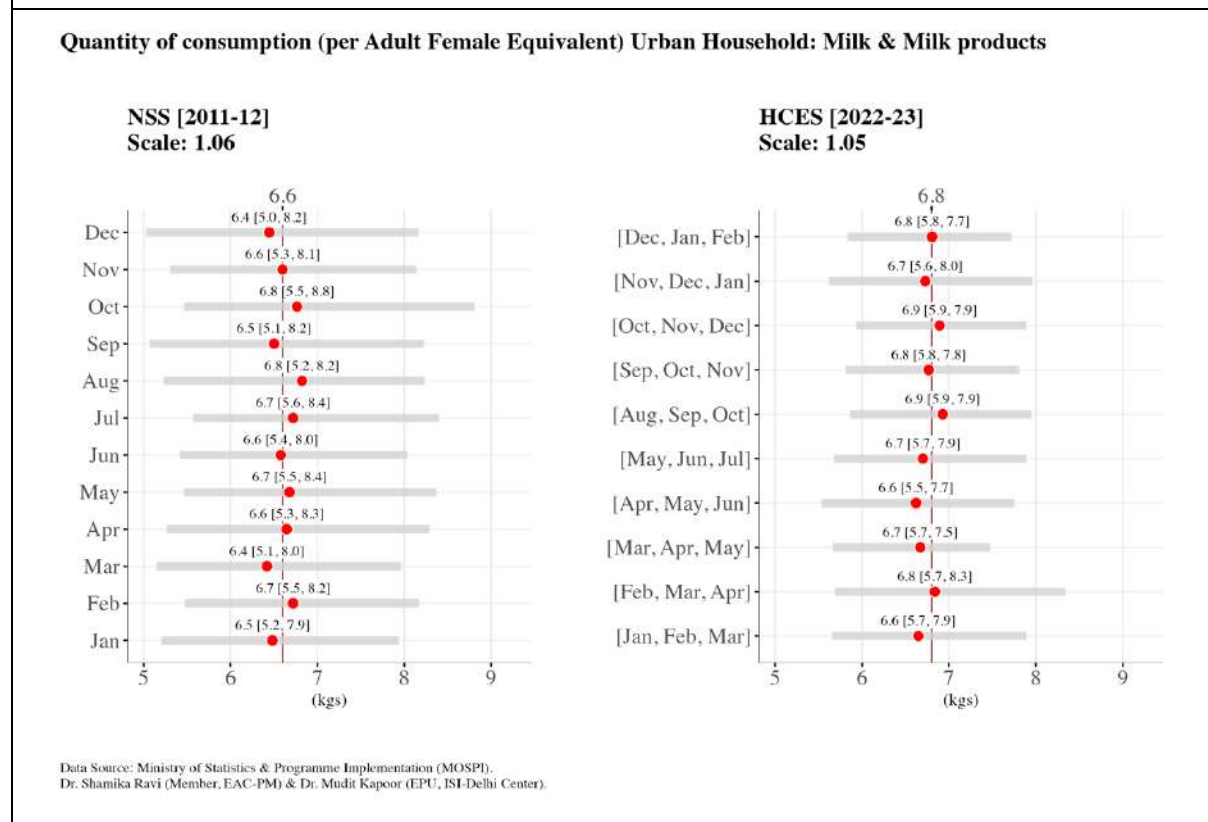 Quantity of consumption (per Adult Female Equivalent) Urban Household: Milk & Milk products
NSS [2011-12]
Scale: 1.06
6.6
Dec
6.4 [5.0, 8.2]
Nov
6.6 [5.3, 8.1]
Oct
6.8 [5.5, 8.8]
Sep
6.5 [5.1, 8.2]
Aug
6.8 [5.2, 8.2]
Jul
6.7 [5.6, 8.4]
Jun
6.6 [5.4, 8.0]
May
6.7 [5.5, 8.4]
Apr
6.6 [5.3, 8.3]
Mar
6.4 [5.1, 8.0]
Feb
6.7 [5.5, 8.2]
Jan
6.5 [5.2, 7.9]
5 6 7 8 9
(kgs)
HCES [2022-23]
Scale: 1.05
6.8
[Dec, Jan, Feb]
6.8 [5.8, 7.7]
[Nov, Dec, Jan]
6.7 [5.6, 8.0]
[Oct, Nov, Dec]
6.9 [5.9, 7.9]
[Sep, Oct, Nov]
6.8 [5.8, 7.8]
[Aug, Sep, Oct]
6.9 [5.9, 7.9]
[May, Jun, Jul]
6.7 [5.7, 7.9]
[Apr, May, Jun]
6.6 [5.5, 7.7]
[Mar, Apr, May]
6.7 [5.7, 7.5]
[Feb, Mar, Apr]
6.8 [5.7, 8.3]
[Jan, Feb, Mar]
6.6 [5.7, 7.9]
5 6 7 8 9
(kgs)
Data Source: Ministry of Statistics & Programme Implementation (MOSPI).
Dr. Shamika Ravi (Member, EAC-PM) & Dr. Mudit Kapoor (EPU, ISI-Delhi Center).